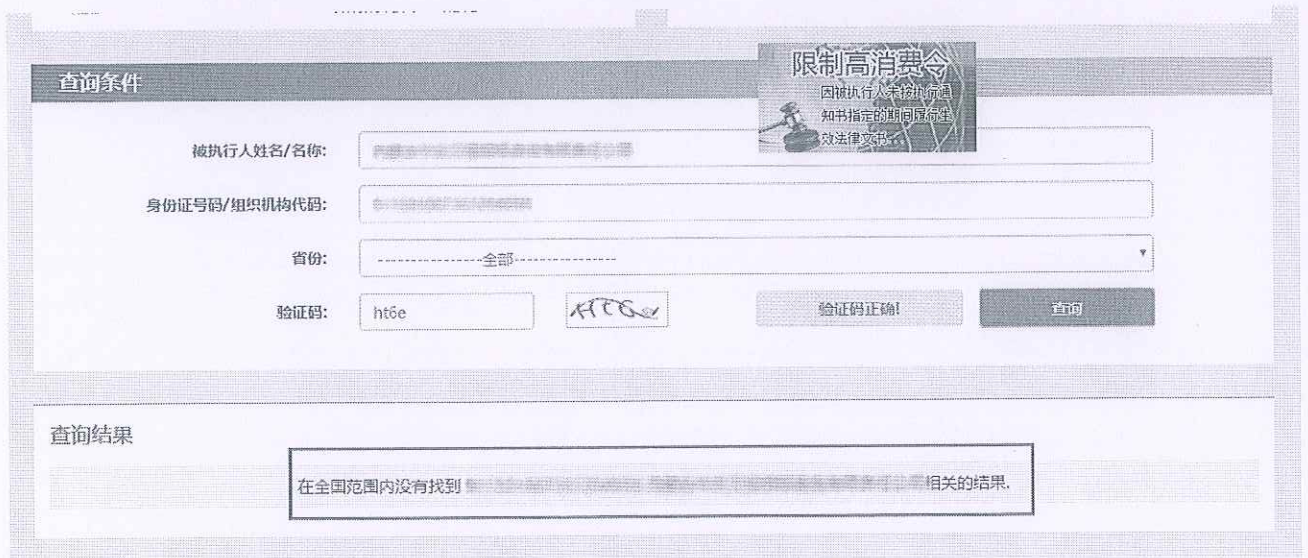 查询条件
限制高消费令
因被执行人未按执行通
知书指定的期间履行生
效法律文书...
被执行人姓名/名称:
身份证号码/组织机构代码:
省份:
----------------全部----------------
验证码:
ht6e
HT6e
验证码正确!
查询
查询结果
在全国范围内没有找到
相关的结果.